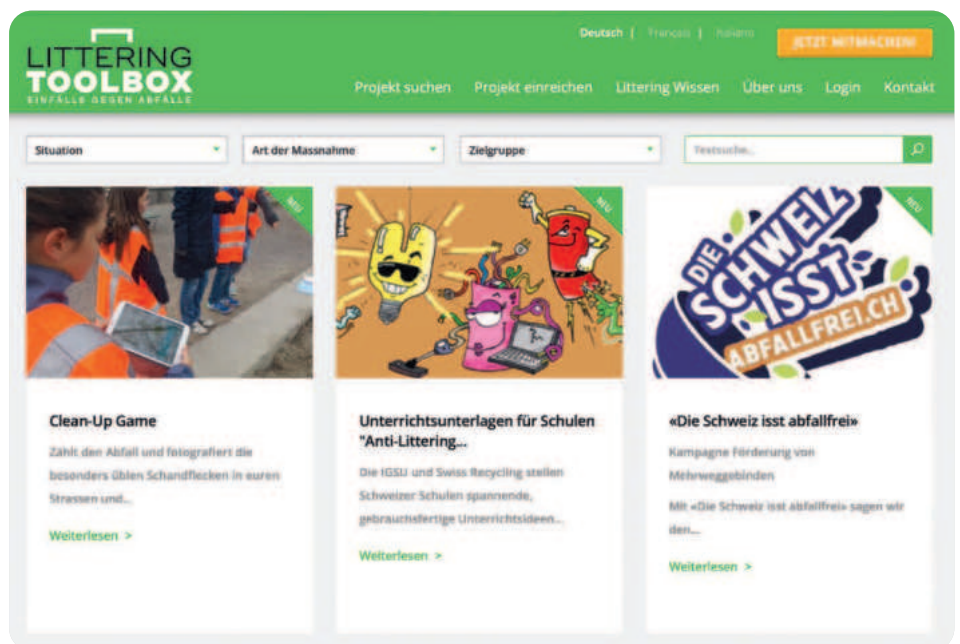 LITTERING
TOOLBOX
EINFÄLLE GEGEN ABFÄLLE
Deutsch | Français | Italiano
JETZT MITMACHEN!
Projekt suchen Projekt einreichen Littering Wissen Über uns Login Kontakt
Situation
Art der Massnahme
Zielgruppe
Textsuche...
NEU
NEU
NEU
DIE
SCHWEIZ
ISST
ABFALLFREI.CH
Clean-Up Game
Zählt den Abfall und fotografiert die
besonders üblen Schandflecken in euren
Strassen und...
Weiterlesen >
Unterrichtsunterlagen für Schulen
"Anti-Littering...
Die IGSU und Swiss Recycling stellen
Schweizer Schulen spannende,
gebrauchsfertige Unterrichtsideen...
Weiterlesen >
«Die Schweiz isst abfallfrei»
Kampagne Förderung von
Mehrweggebinden
Mit «Die Schweiz isst abfallfrei» sagen wir
den...
Weiterlesen >